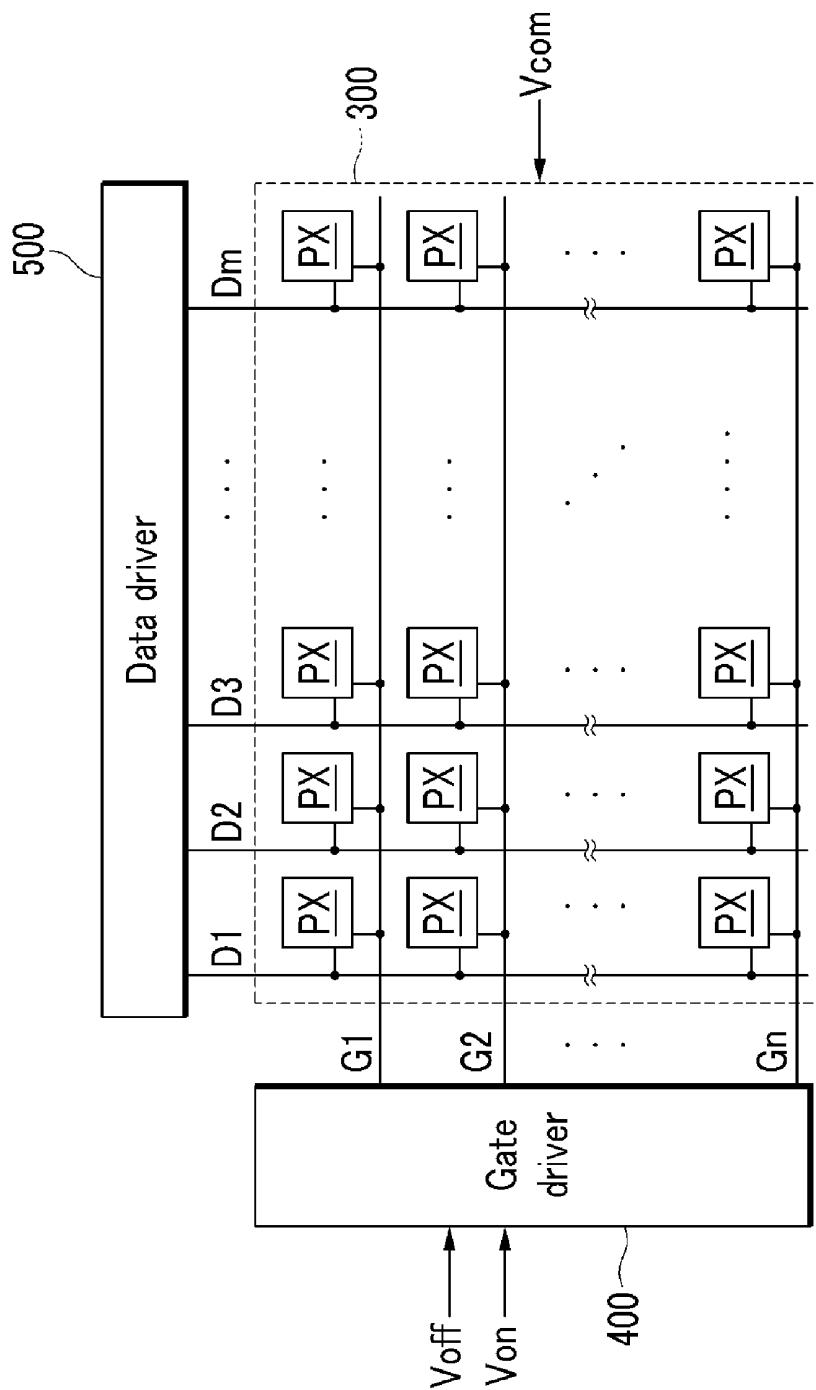 500
Data driver
300
D1 D2 D3 . . . Dm
PX PX PX . . . PX
G1
Vcom
PX PX PX . . . PX
G2
Voff
Von
Gate
driver
400
. . .
PX PX PX . . . PX
Gn